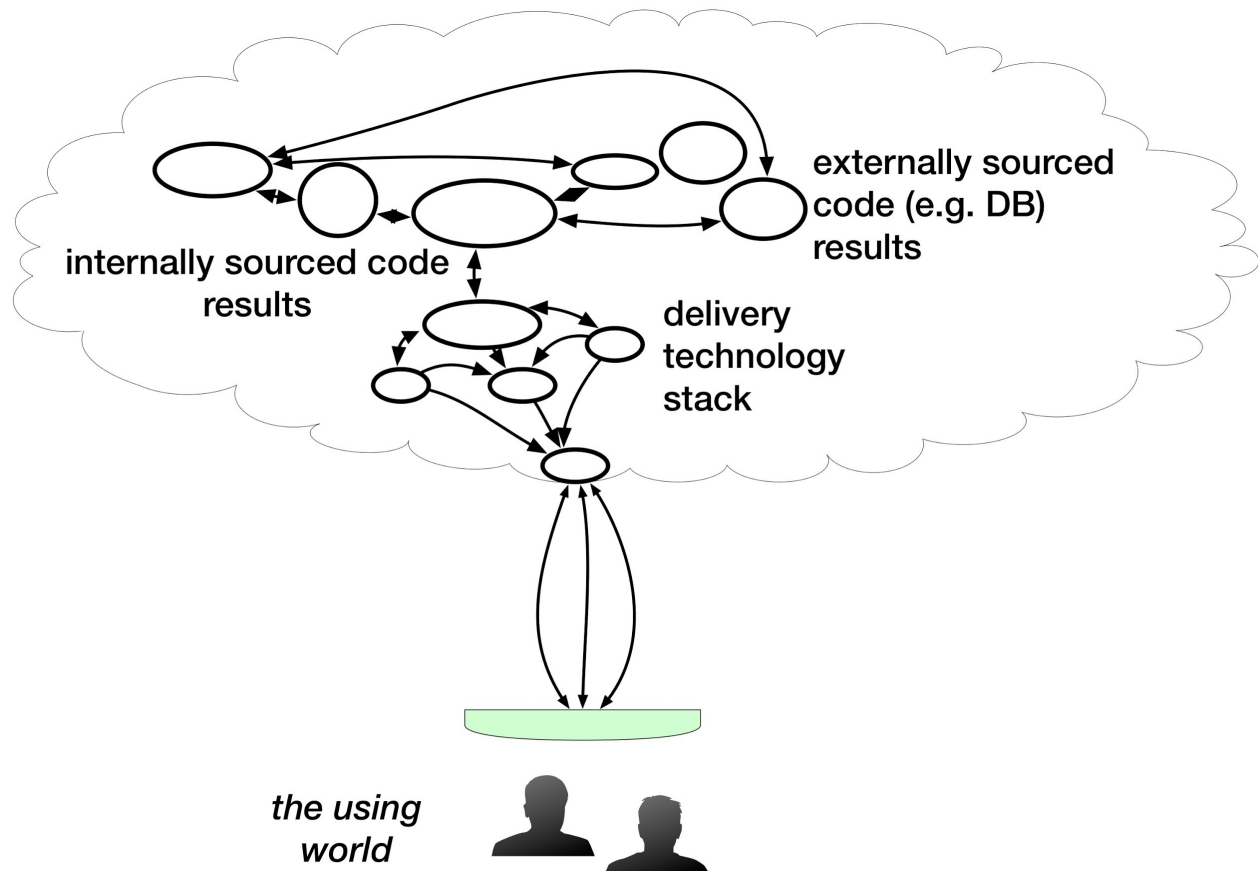 externally sourced
code (e.g. DB)
results
internally sourced code
results
delivery
technology
stack
the using
world